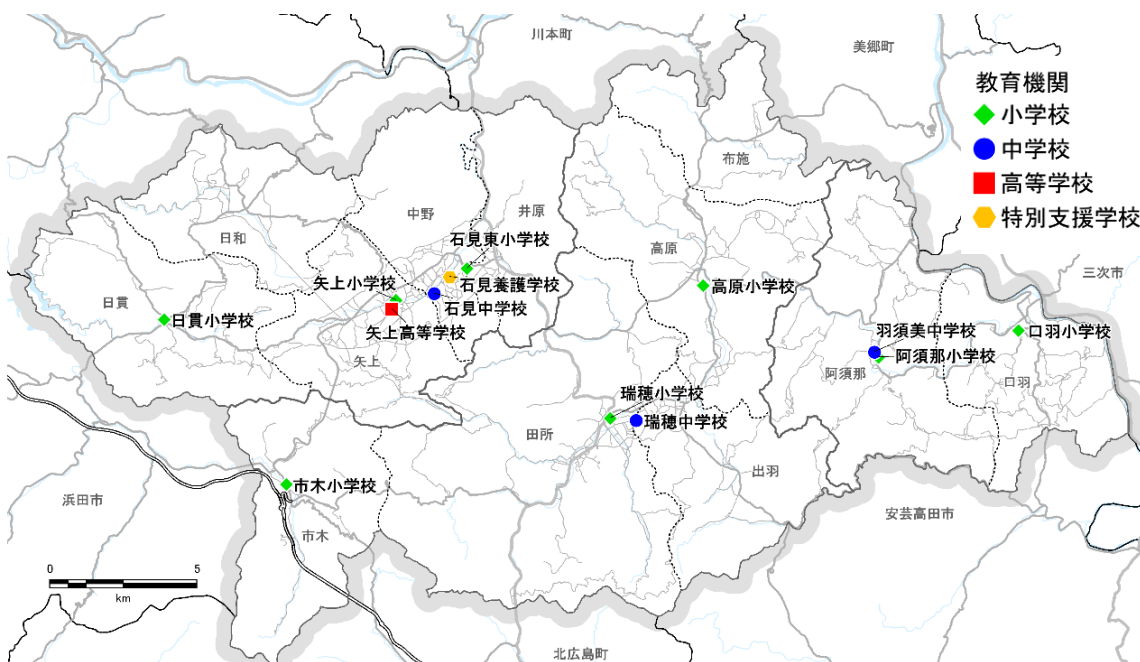 川本町
美郷町
教育機関
小学校
中学校
高等学校
特別支援学校
布施
中野
井原
日和
石見東小学校
高原
三次市
矢上小学校
石見養護学校
高原小学校
日貫
石見中学校
日貫小学校
矢上高等学校
羽須美中学校
口羽小学校
阿須那小学校
矢上
阿須那
口羽
瑞穂小学校
瑞穂中学校
田所
出羽
市木小学校
浜田市
安芸高田市
市木
0 5
km
北広島町